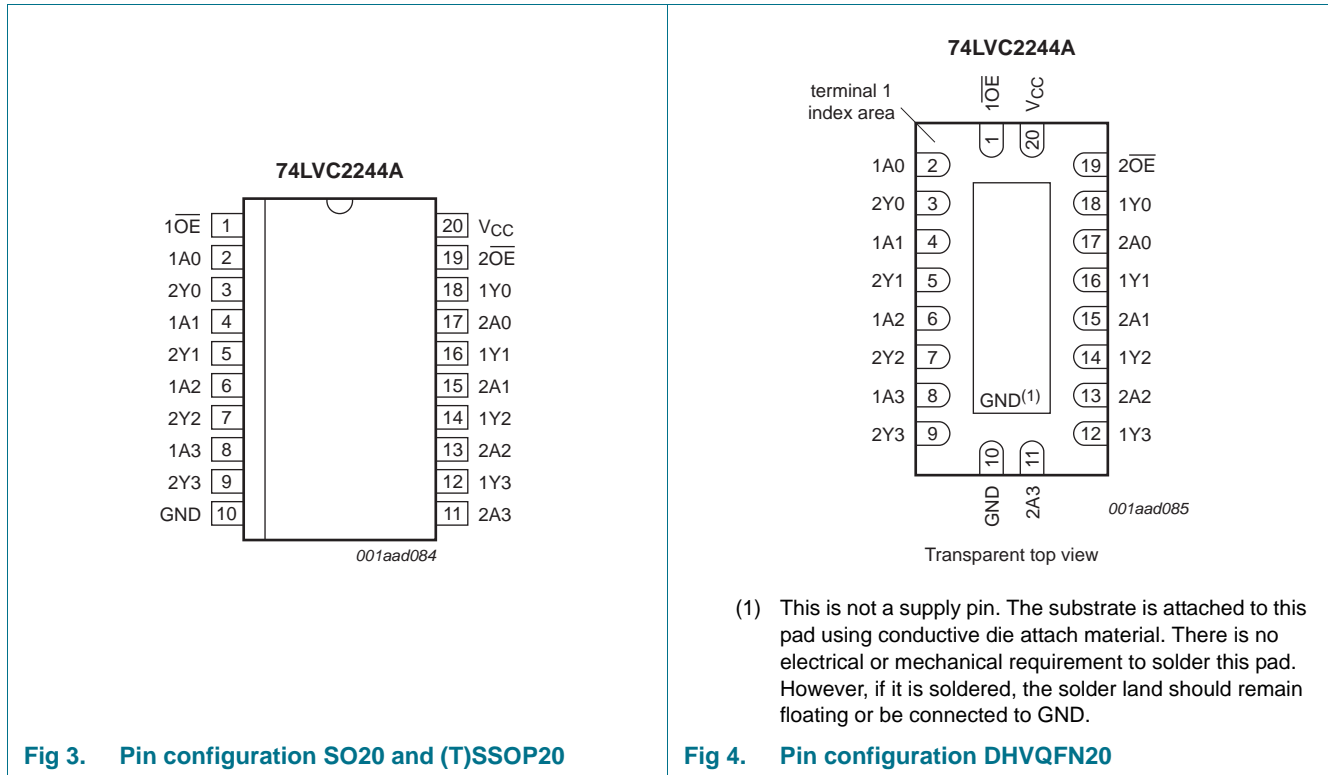 74LVC2244A
1OE 1
1A0 2
2Y0 3
1A1 4
2Y1 5
1A2 6
2Y2 7
1A3 8
2Y3 9
GND 10
20 VCC
19 2OE
18 1Y0
17 2A0
16 1Y1
15 2A1
14 1Y2
13 2A2
12 1Y3
11 2A3
001aad084
Fig 3. Pin configuration SO20 and (T)SSOP20
74LVC2244A
terminal 1
index area
1OE
VCC
1
20
1A0 2
2Y0 3
1A1 4
2Y1 5
1A2 6
2Y2 7
1A3 8
2Y3 9
19 2OE
18 1Y0
17 2A0
16 1Y1
15 2A1
14 1Y2
13 2A2
12 1Y3
GND(1)
10
11
GND
2A3
001aad085
Transparent top view
(1) This is not a supply pin. The substrate is attached to this
pad using conductive die attach material. There is no
electrical or mechanical requirement to solder this pad.
However, if it is soldered, the solder land should remain
floating or be connected to GND.
Fig 4. Pin configuration DHVQFN20